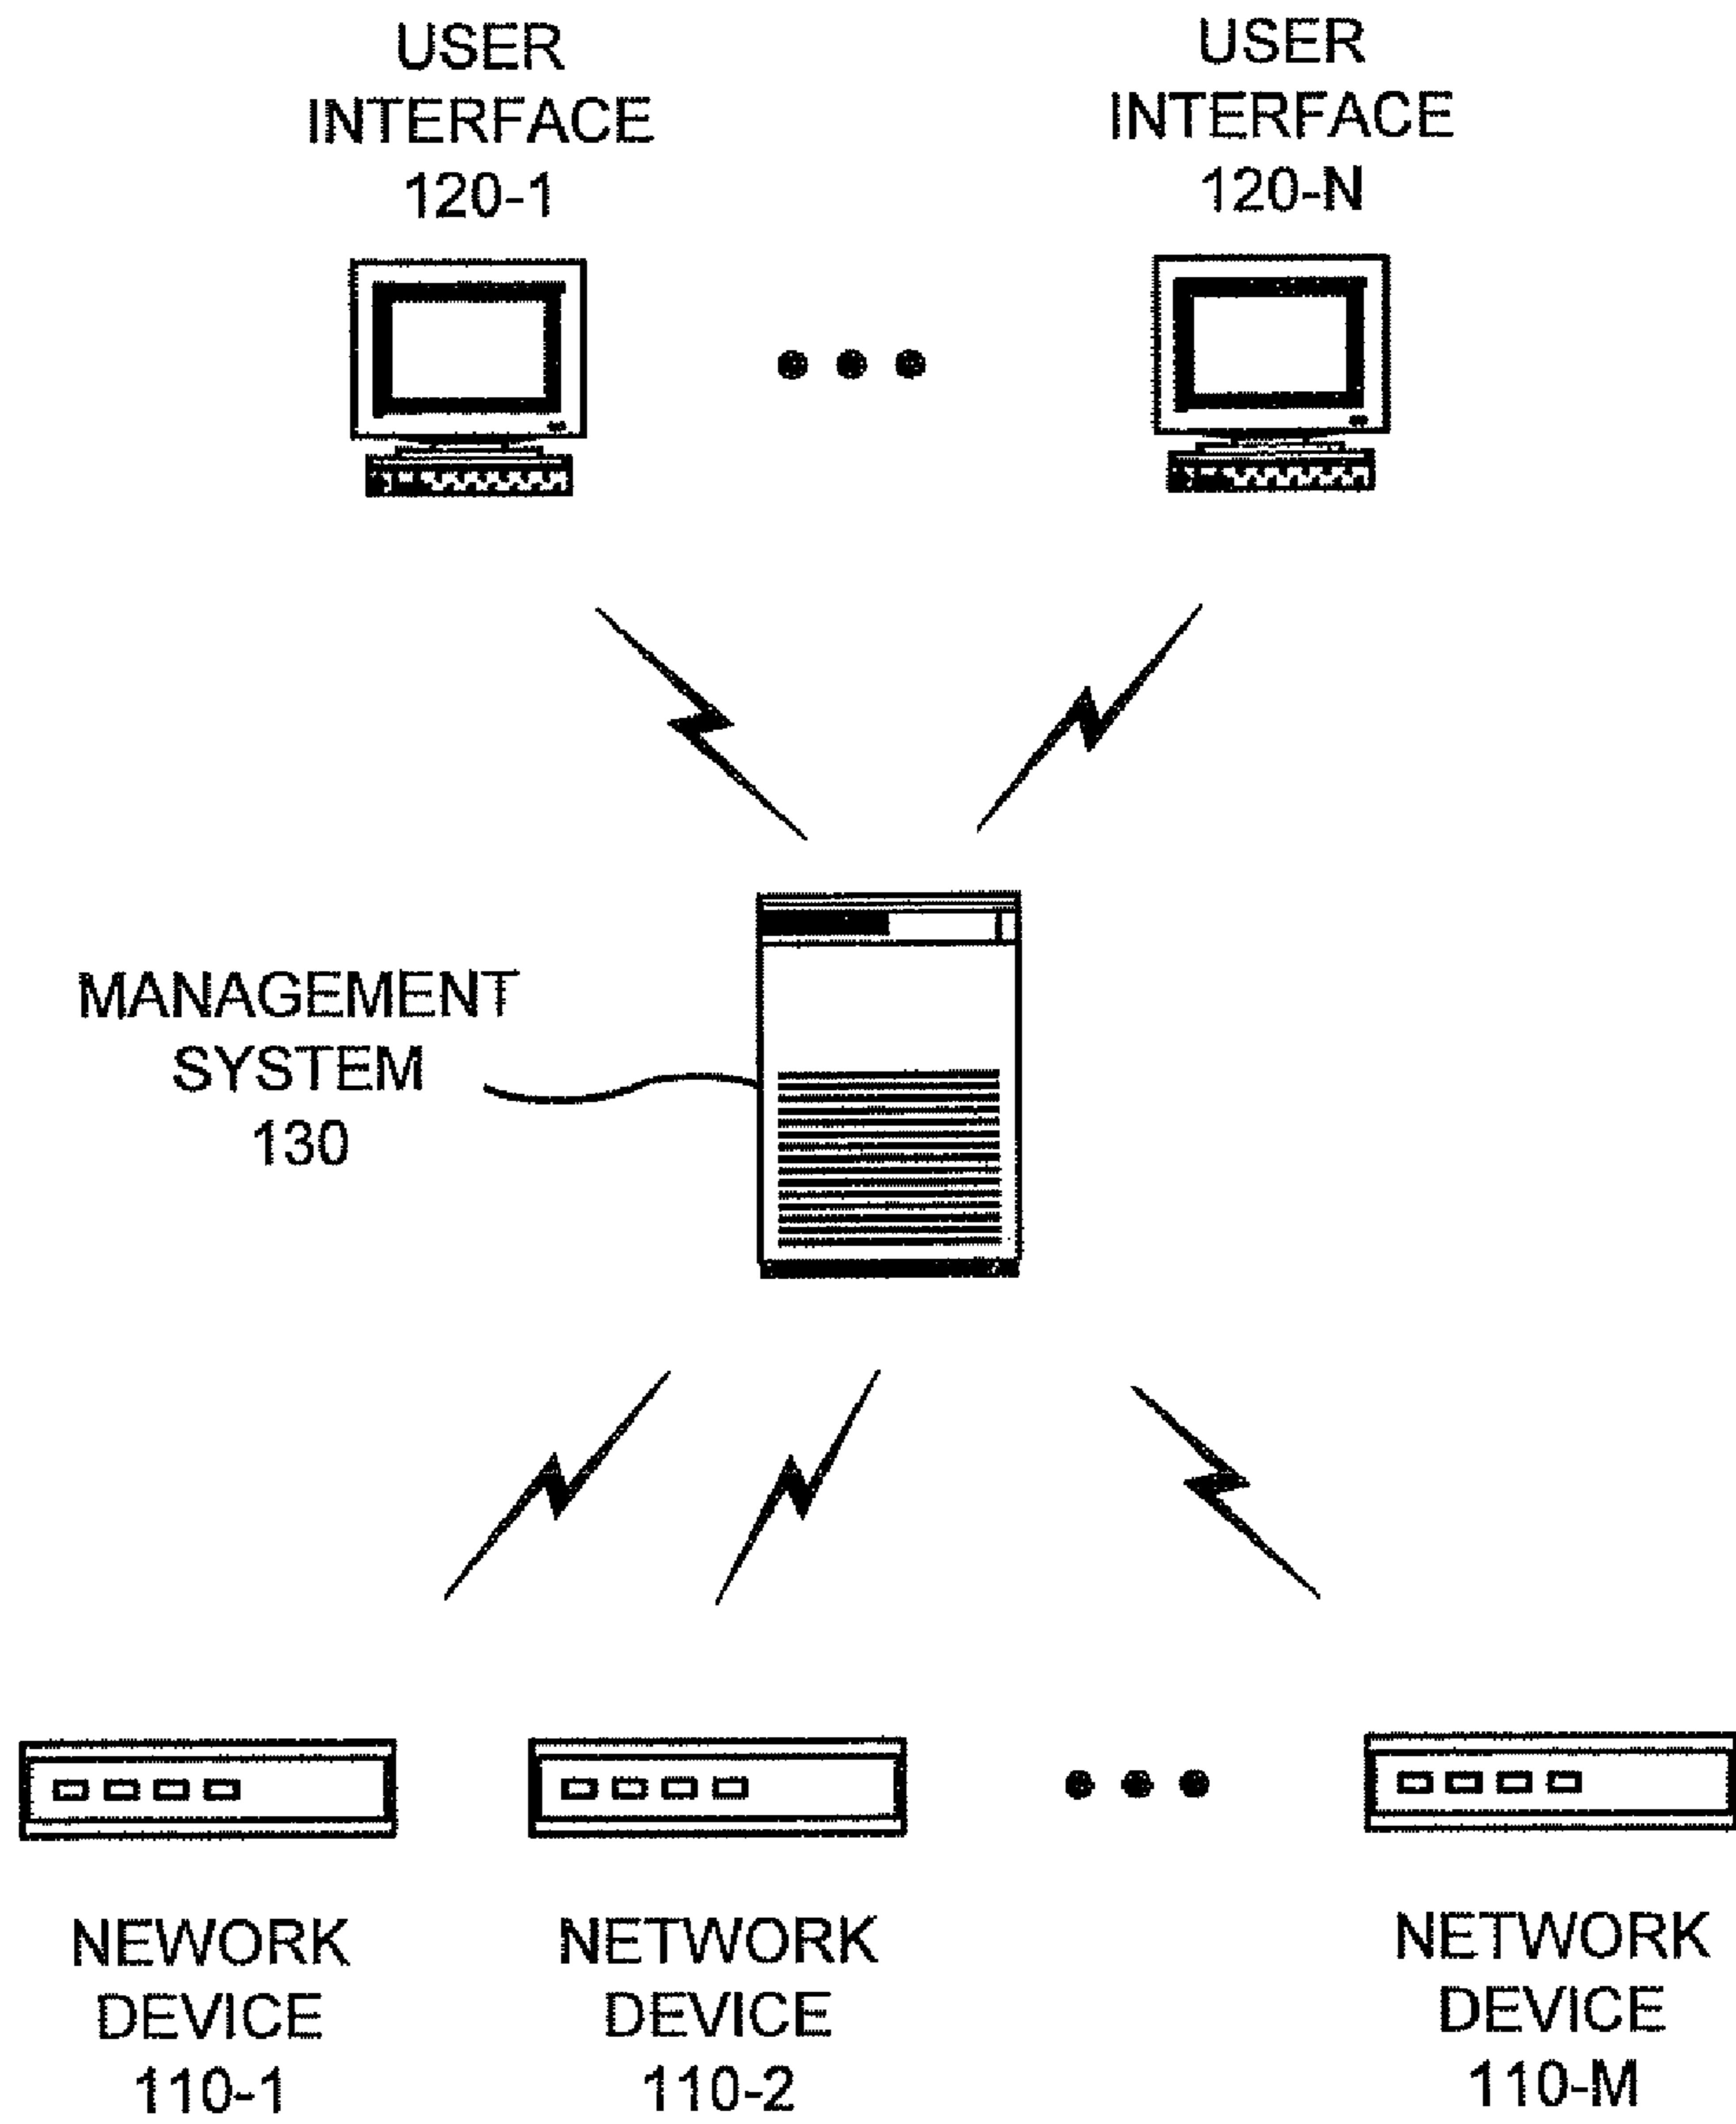 USER
INTERFACE
120-1
USER
INTERFACE
120-N
MANAGEMENT
SYSTEM
130
NEWORK
DEVICE
110-1
NETWORK
DEVICE
110-2
NETWORK
DEVICE
110-M